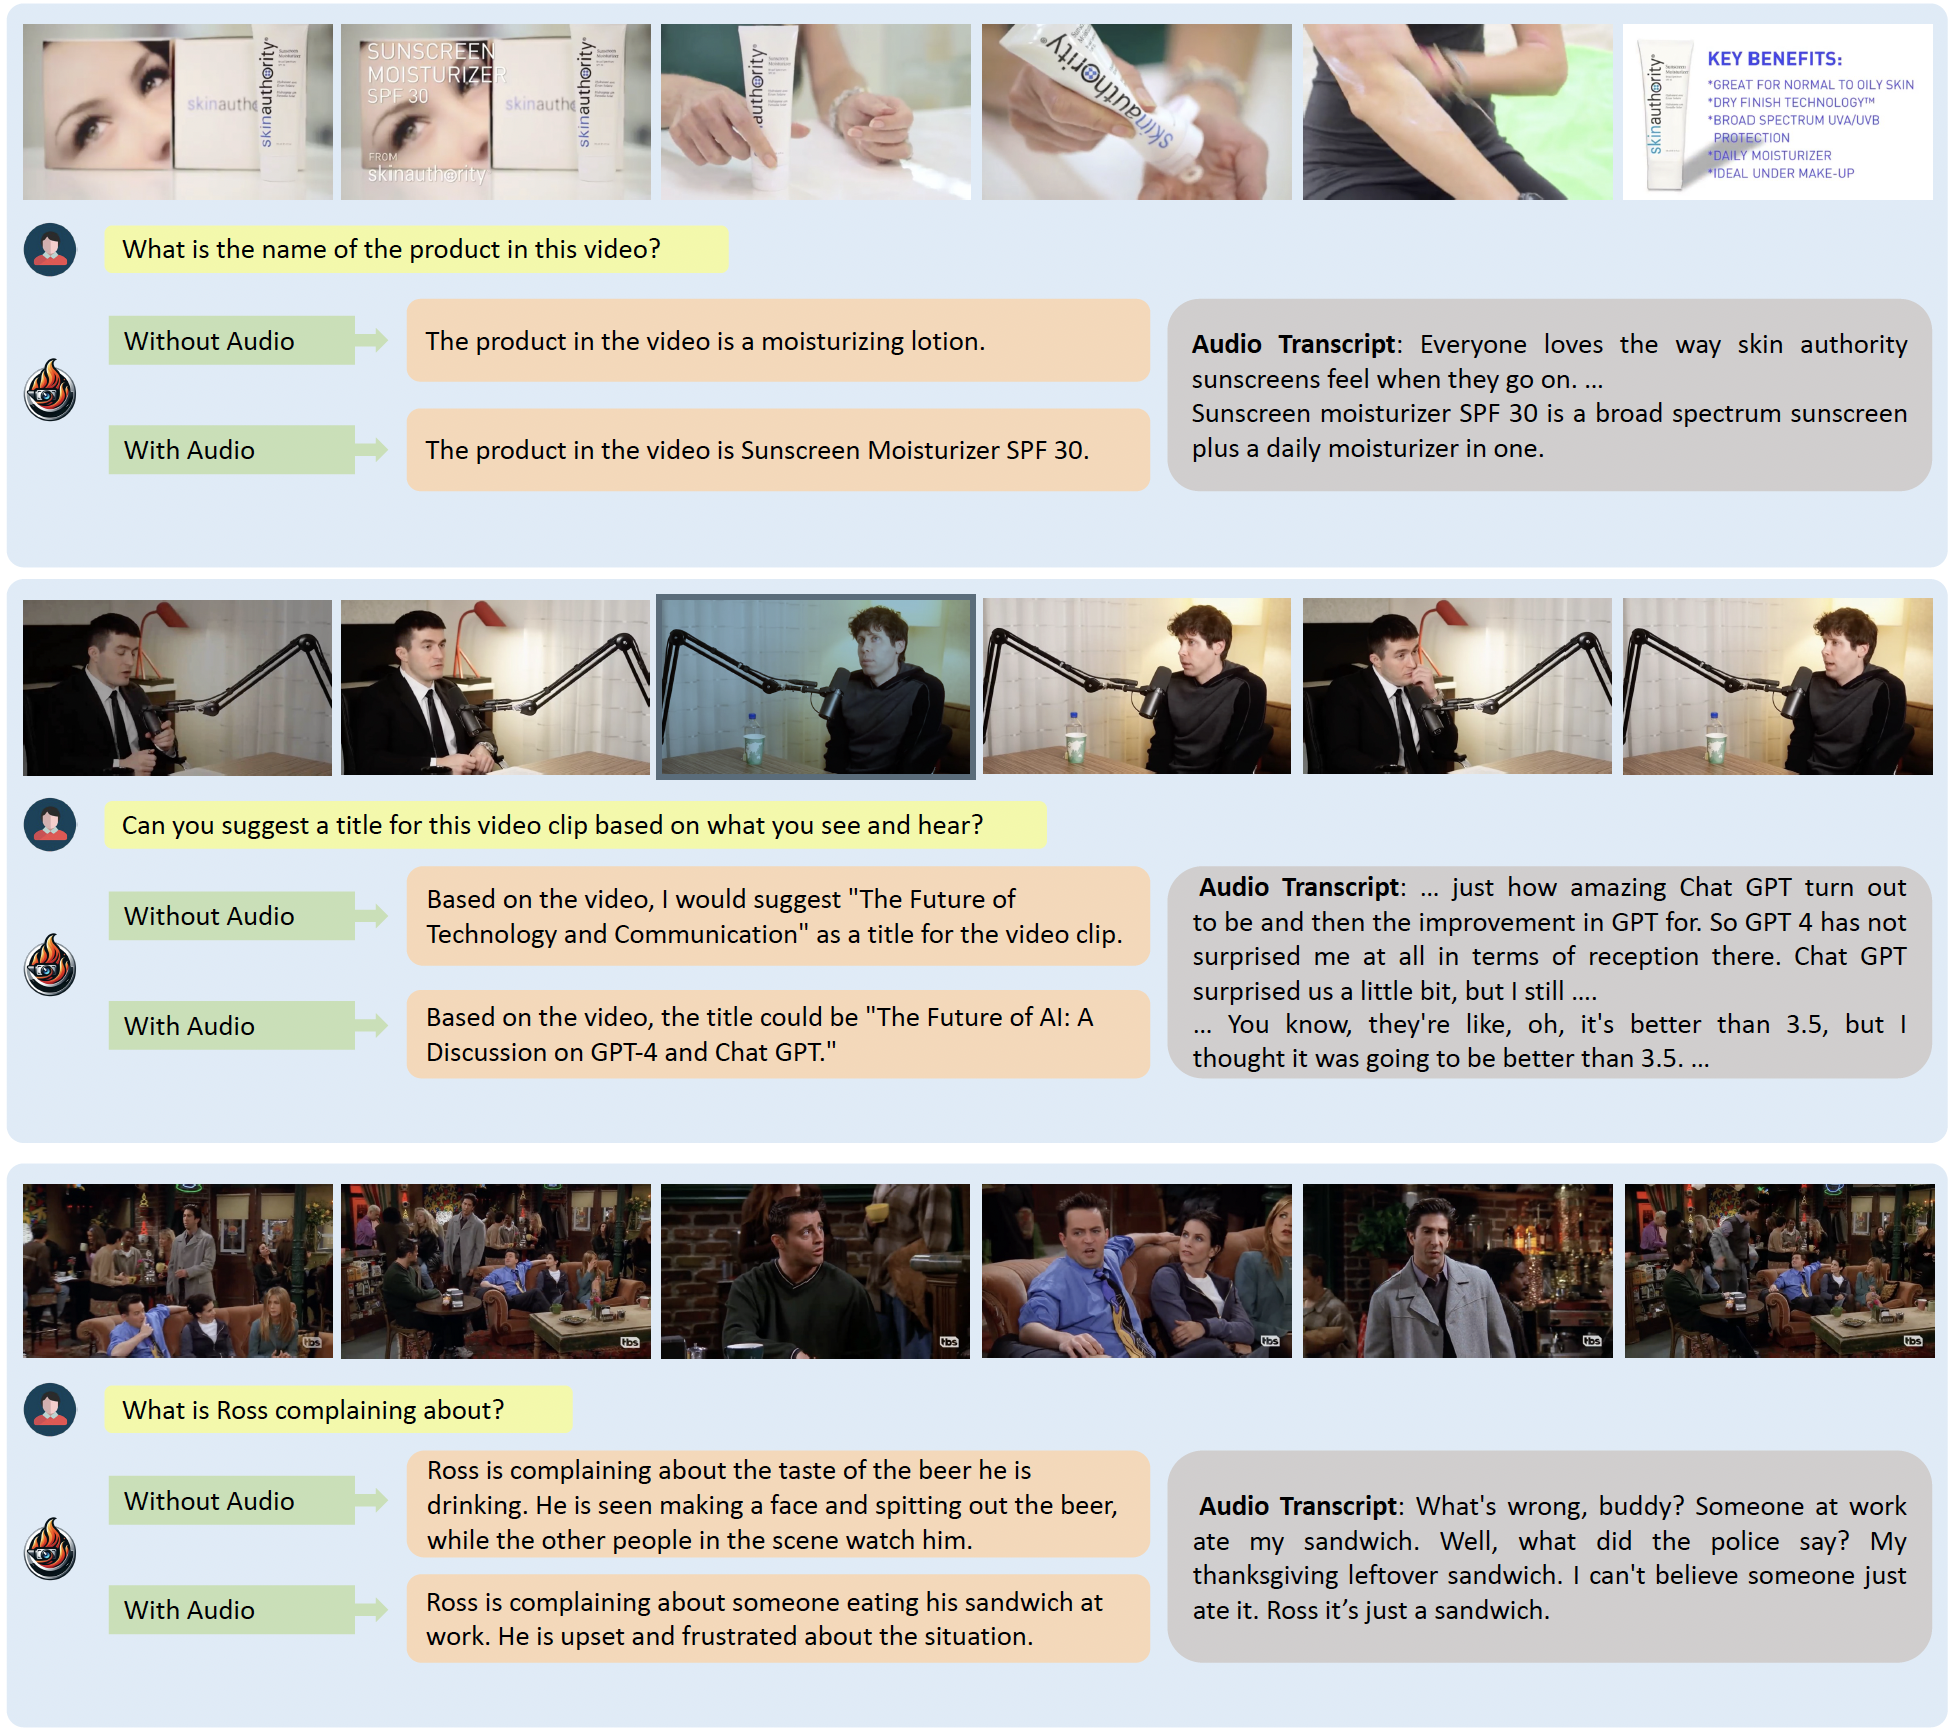 skinauthority
skinauthority
SUNSCREEN
MOISTURIZER
SPF 30
FROM
skinauthority
skinauthority
skinauthority
skinauthority
skinauthority
KEY BENEFITS:
*GREAT FOR NORMAL TO OILY SKIN
*DRY FINISH TECHNOLOGY™
*BROAD SPECTRUM UVA/UVB
PROTECTION
*DAILY MOISTURIZER
*IDEAL UNDER MAKE-UP
What is the name of the product in this video?
Without Audio
The product in the video is a moisturizing lotion.
With Audio
The product in the video is Sunscreen Moisturizer SPF 30.
Audio Transcript: Everyone loves the way skin authority
sunscreens feel when they go on. ...
Sunscreen moisturizer SPF 30 is a broad spectrum sunscreen
plus a daily moisturizer in one.
Can you suggest a title for this video clip based on what you see and hear?
Without Audio
Based on the video, I would suggest "The Future of
Technology and Communication" as a title for the video clip.
With Audio
Based on the video, the title could be "The Future of AI: A
Discussion on GPT-4 and Chat GPT."
Audio Transcript: ... just how amazing Chat GPT turn out
to be and then the improvement in GPT for. So GPT 4 has not
surprised me at all in terms of reception there. Chat GPT
surprised us a little bit, but I still ....
... You know, they're like, oh, it's better than 3.5, but I
thought it was going to be better than 3.5. ...
tbs
tbs
tbs
tbs
tbs
tbs
What is Ross complaining about?
Without Audio
Ross is complaining about the taste of the beer he is
drinking. He is seen making a face and spitting out the beer,
while the other people in the scene watch him.
With Audio
Ross is complaining about someone eating his sandwich at
work. He is upset and frustrated about the situation.
Audio Transcript: What's wrong, buddy? Someone at work
ate my sandwich. Well, what did the police say? My
thanksgiving leftover sandwich. I can't believe someone just
ate it. Ross it’s just a sandwich.